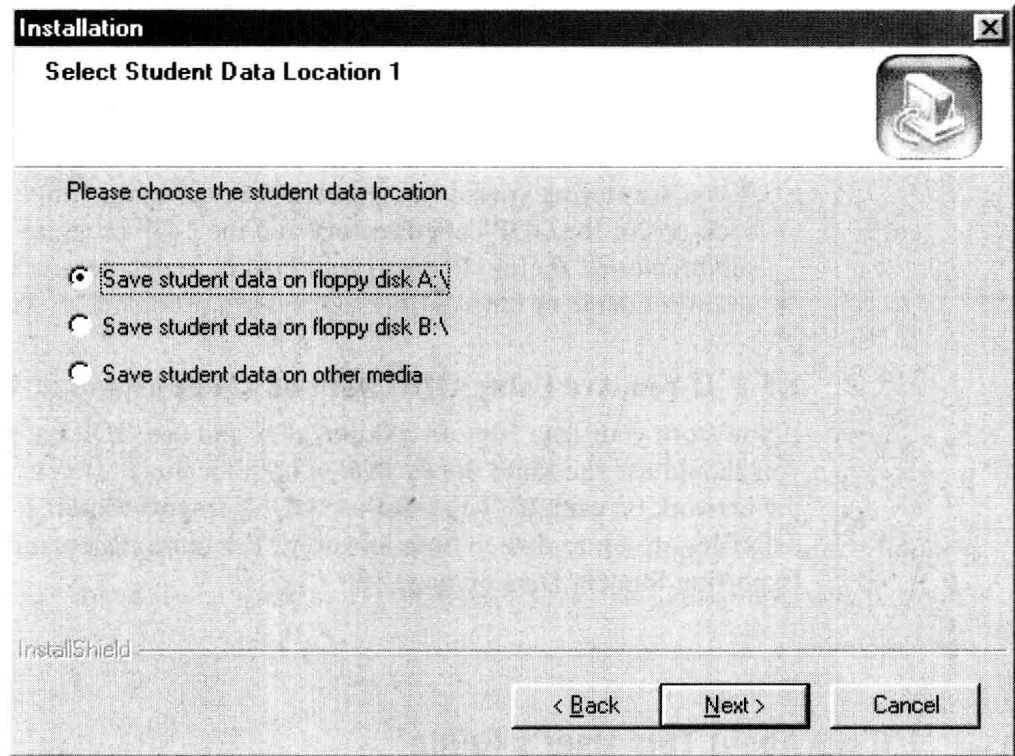 Installation
Select Student Data Location 1
Please choose the student data location
Save student data on floppy disk A:\
Save student data on floppy disk B:\
Save student data on other media
InstallShield
< Back
Next >
Cancel